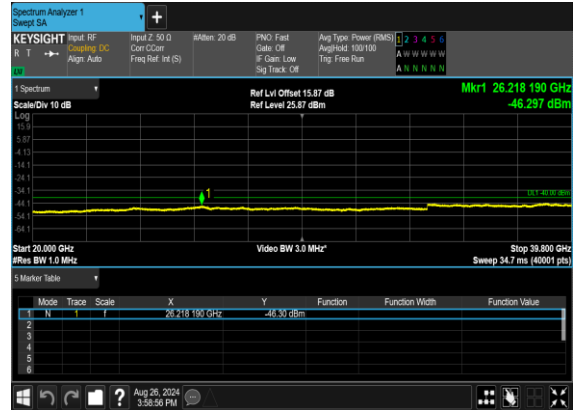 Spectrum Analyzer 1
Swept SA
+
KEYSIGHT Input: RF Input Z: 50 Ω #Atten: 20 dB PNO: Fast Avg Type: Power (RMS) 1 2 3 4 5 6
R T Coupling: DC Corr CCorr Gate: Off Avg|Hold: 100/100 A W W W W W
Align: Auto Freq Ref: Int (S) IF Gain: Low Trig: Free Run
Sig Track: Off A N N N N N
1 Spectrum Ref Lvl Offset 15.87 dB Mkr1 26.218 190 GHz
Scale/Div 10 dB Ref Level 25.87 dBm -46.297 dBm
Log
15.9
5.87
-4.13
-14.1
-24.1
-34.1
1
DL1 -40.00 dBm
-44.1
-54.1
-64.1
Start 20.000 GHz Video BW 3.0 MHz* Stop 39.800 GHz
#Res BW 1.0 MHz Sweep 34.7 ms (40001 pts)
5 Marker Table
Mode Trace Scale X Y Function Function Width Function Value
1 N 1 f 26.218 190 GHz -46.30 dBm
2
3
4
5
6
? Aug 26, 2024
3:58:56 PM